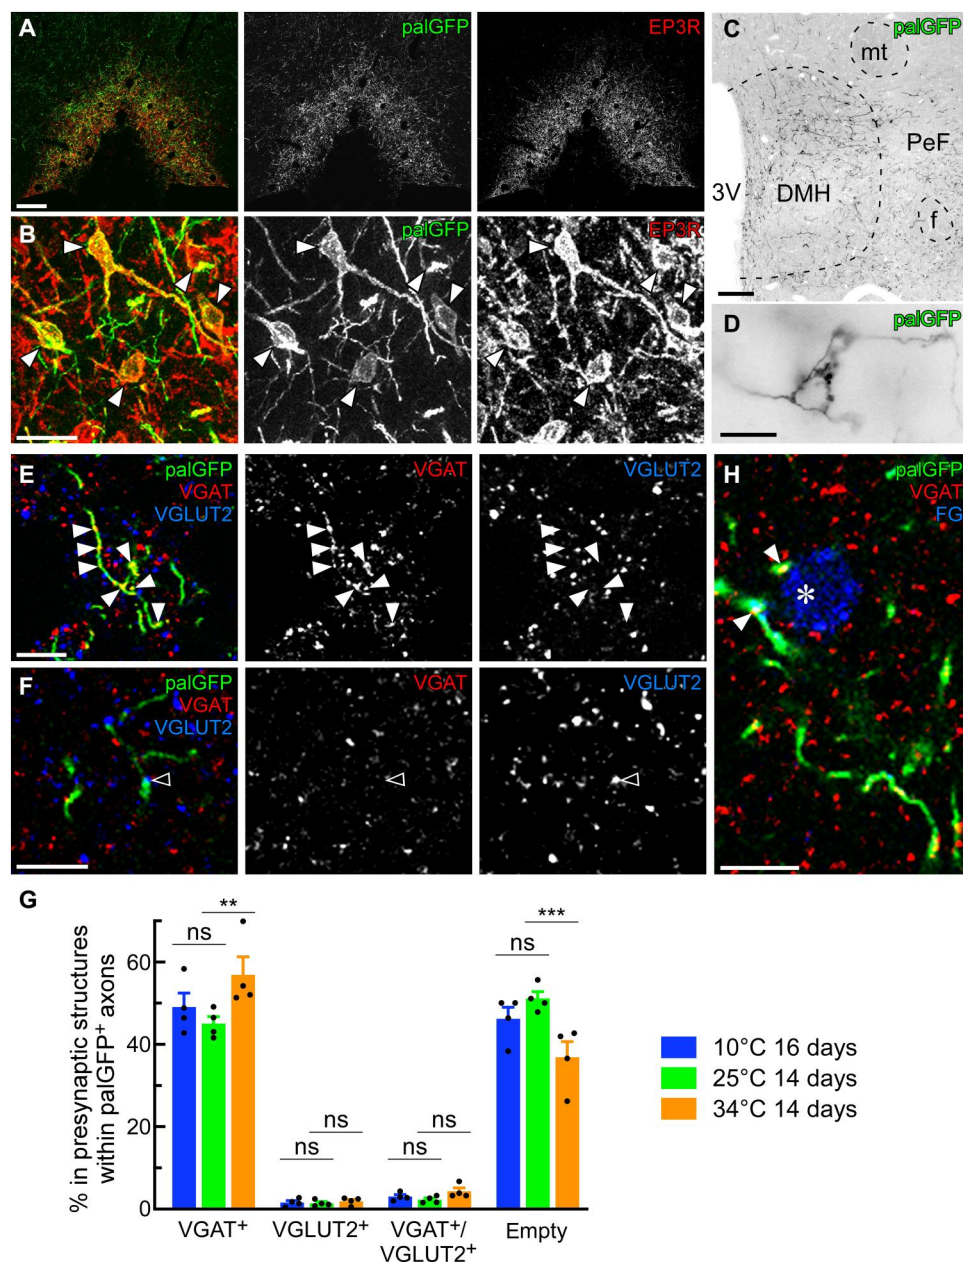 A
palGFP
EP3R
C
palGFP
mt
PeF
3V
DMH
f
B
palGFP
EP3R
D
palGFP
E
palGFP
VGAT
VGLUT2
VGAT
VGLUT2
H
palGFP
VGAT
FG
*
F
palGFP
VGAT
VGLUT2
VGAT
VGLUT2
G
% in presynaptic structures
within palGFP⁺ axons
60
40
20
0
ns
**
ns
ns
ns
ns
ns
***
VGAT⁺
VGLUT2⁺
VGAT⁺/
VGLUT2⁺
Empty
10°C 16 days
25°C 14 days
34°C 14 days